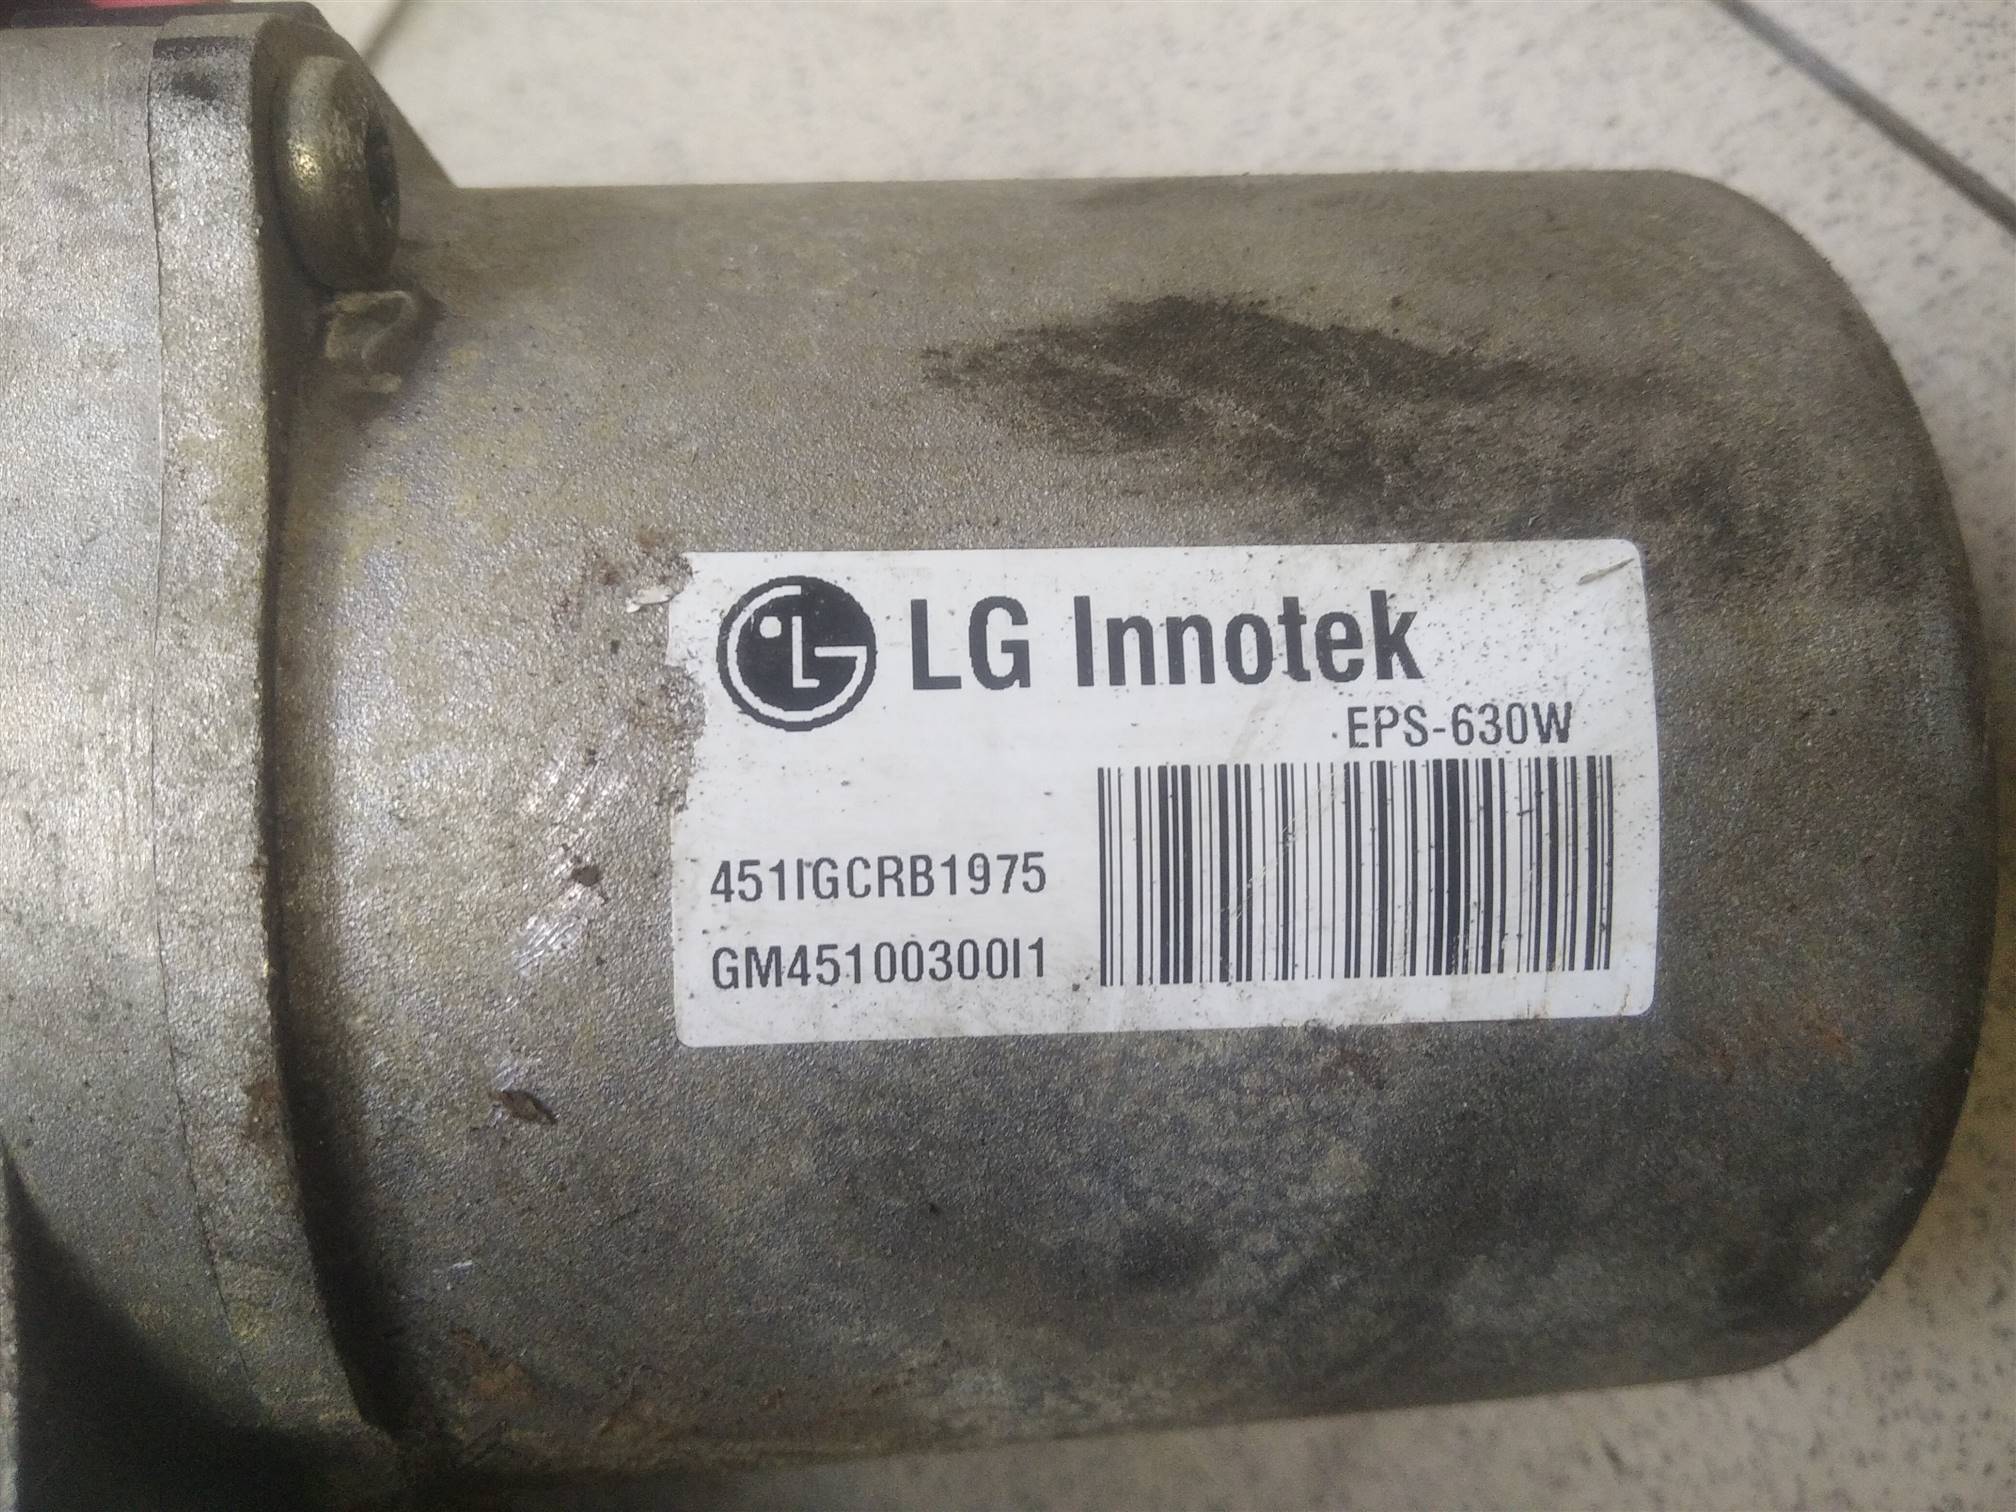 LG Innotek
EPS-630W
451IGCRB1975
GM45100300I1